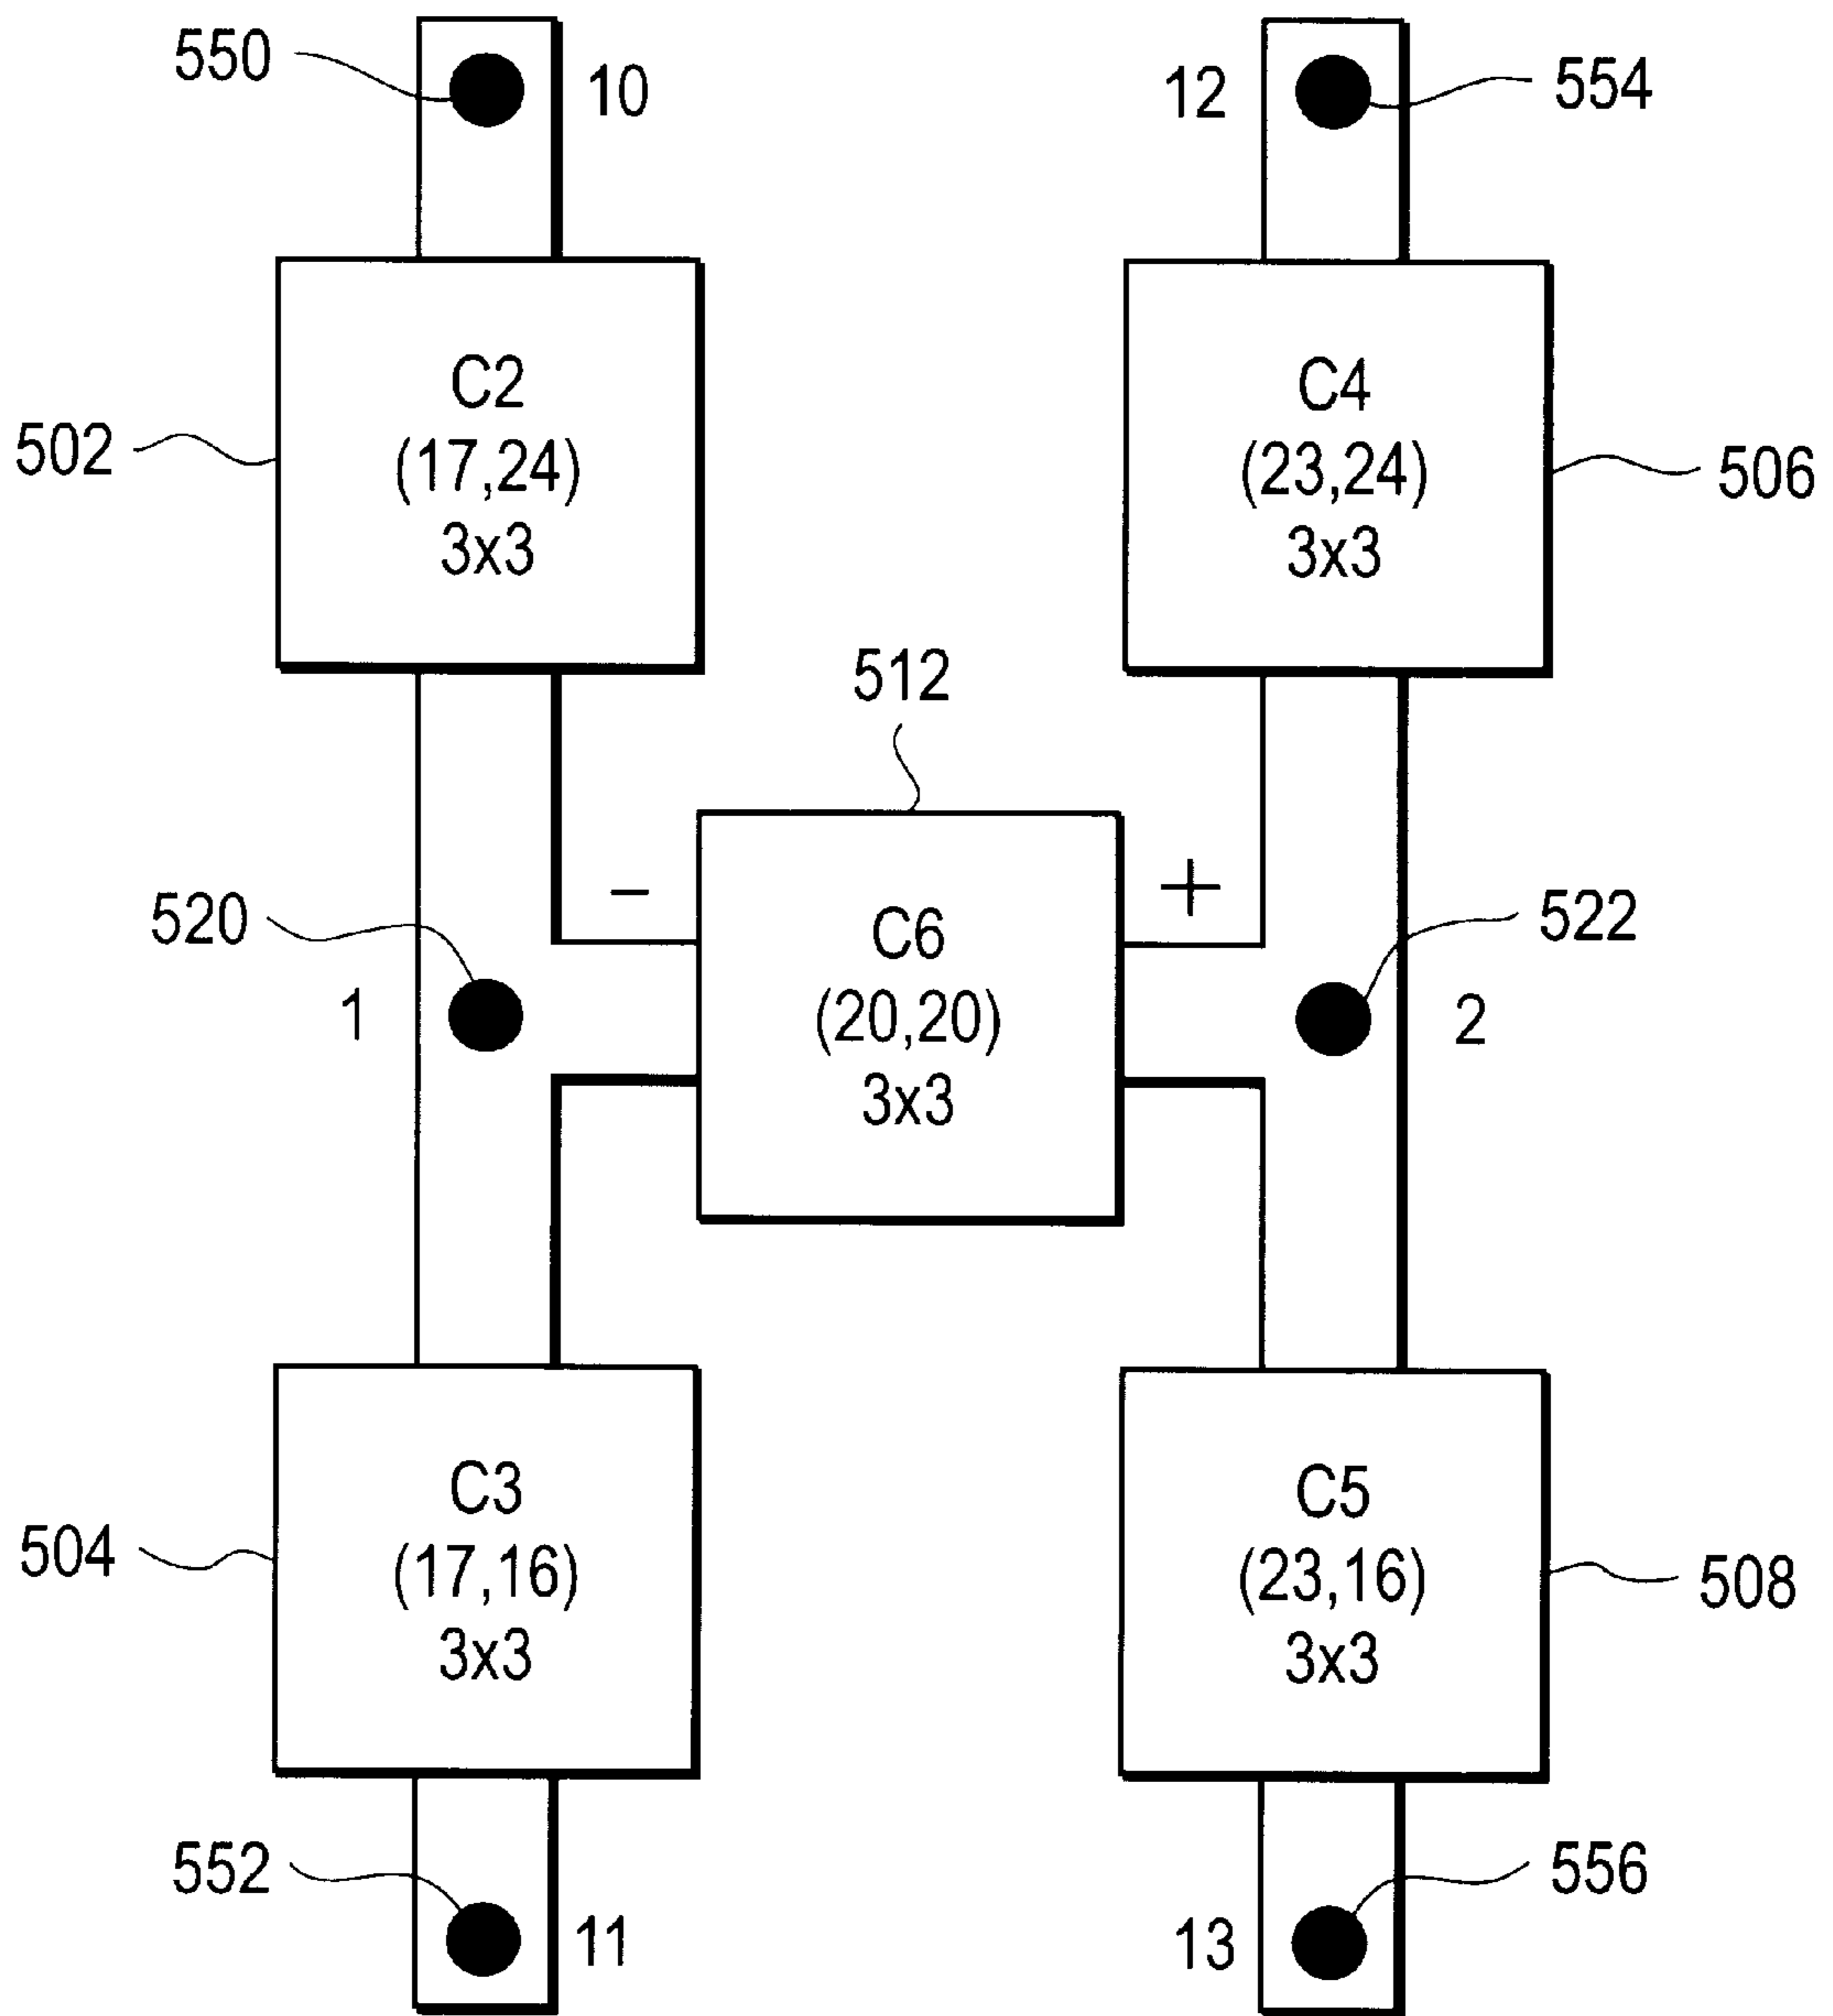 550
10
12
554
C2
(17,24)
3x3
502
C4
(23,24)
3x3
506
512
−
+
520
1
C6
(20,20)
3x3
522
2
C3
(17,16)
3x3
504
C5
(23,16)
3x3
508
552
11
13
556